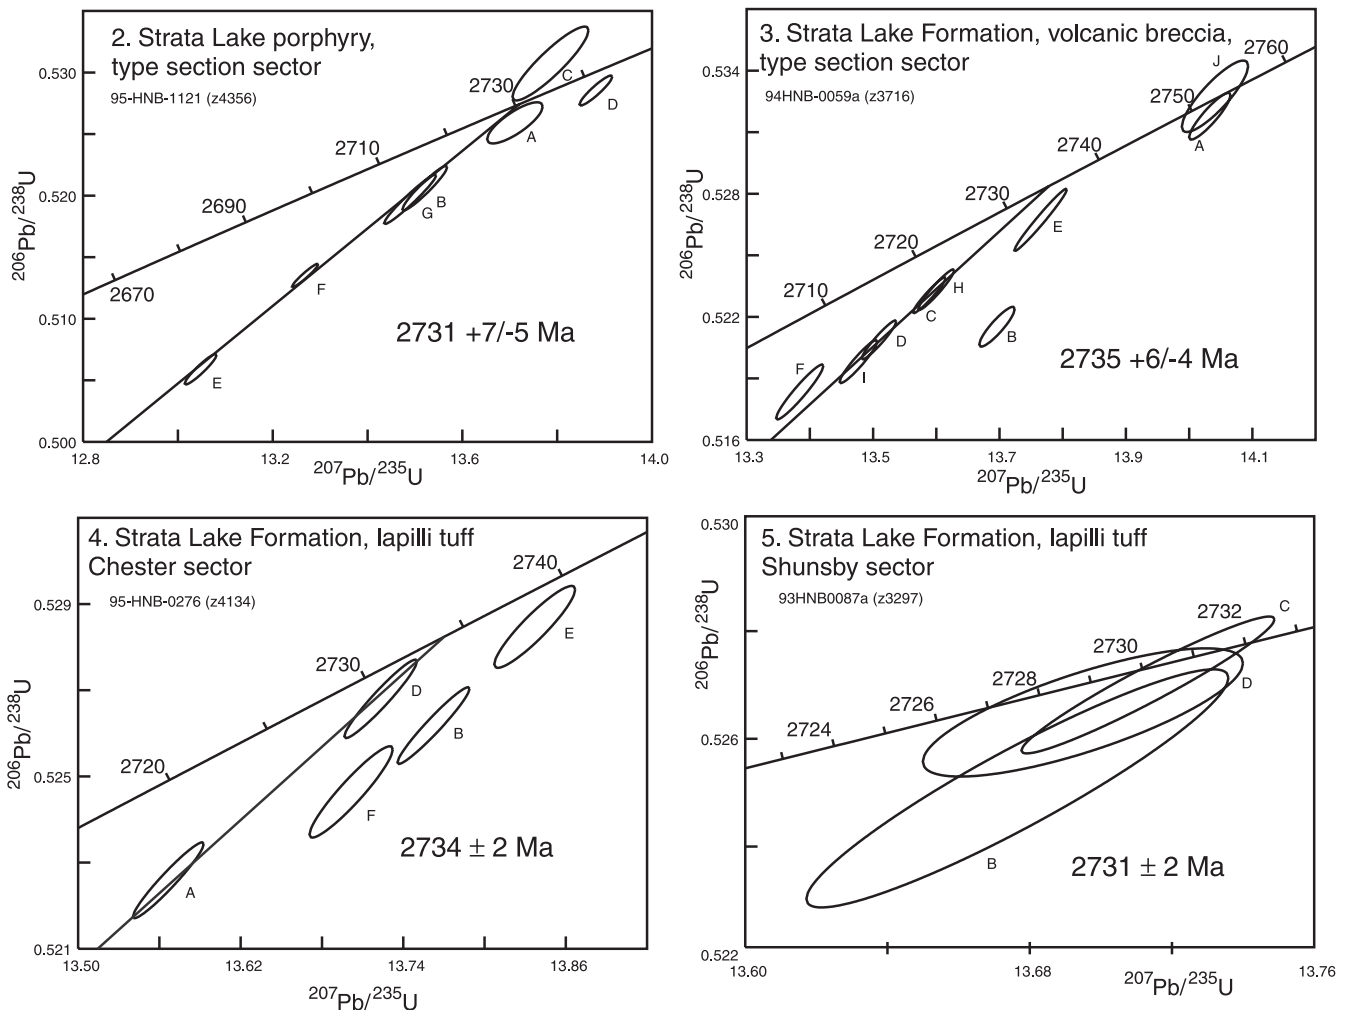 2. Strata Lake porphyry,
type section sector
95-HNB-1121 (z4356)
0.530
0.520
0.510
0.500
206Pb/238U
2730
2710
2690
2670
C
D
A
B
G
F
E
2731 +7/-5 Ma
12.8
13.2
13.6
14.0
207Pb/235U
3. Strata Lake Formation, volcanic breccia,
type section sector
94HNB-0059a (z3716)
0.534
0.528
0.522
0.516
206Pb/238U
2760
2750
2740
2730
2720
2710
J
A
E
H
C
B
D
I
F
2735 +6/-4 Ma
13.3
13.5
13.7
13.9
14.1
207Pb/235U
4. Strata Lake Formation, lapilli tuff
Chester sector
95-HNB-0276 (z4134)
0.529
0.525
0.521
206Pb/238U
2740
2730
2720
E
D
B
F
A
2734 ± 2 Ma
13.50
13.62
13.74
13.86
207Pb/235U
5. Strata Lake Formation, lapilli tuff
Shunsby sector
93HNB0087a (z3297)
0.530
0.526
0.522
206Pb/238U
2732
2730
2728
2726
2724
C
D
B
2731 ± 2 Ma
13.60
13.68
13.76
207Pb/235U